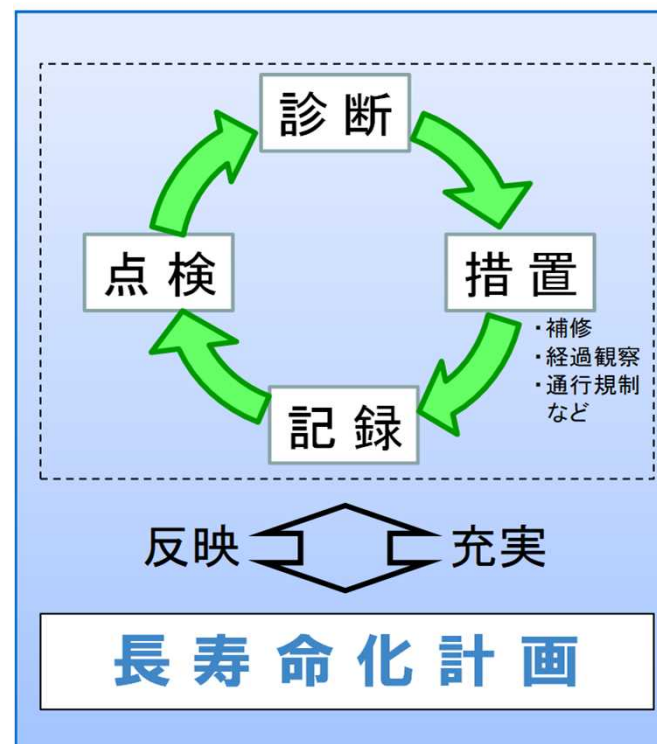 診断
点検
措置
・補修
・経過観察
・通行規制
など
記録
反映
充実
長寿命化計画